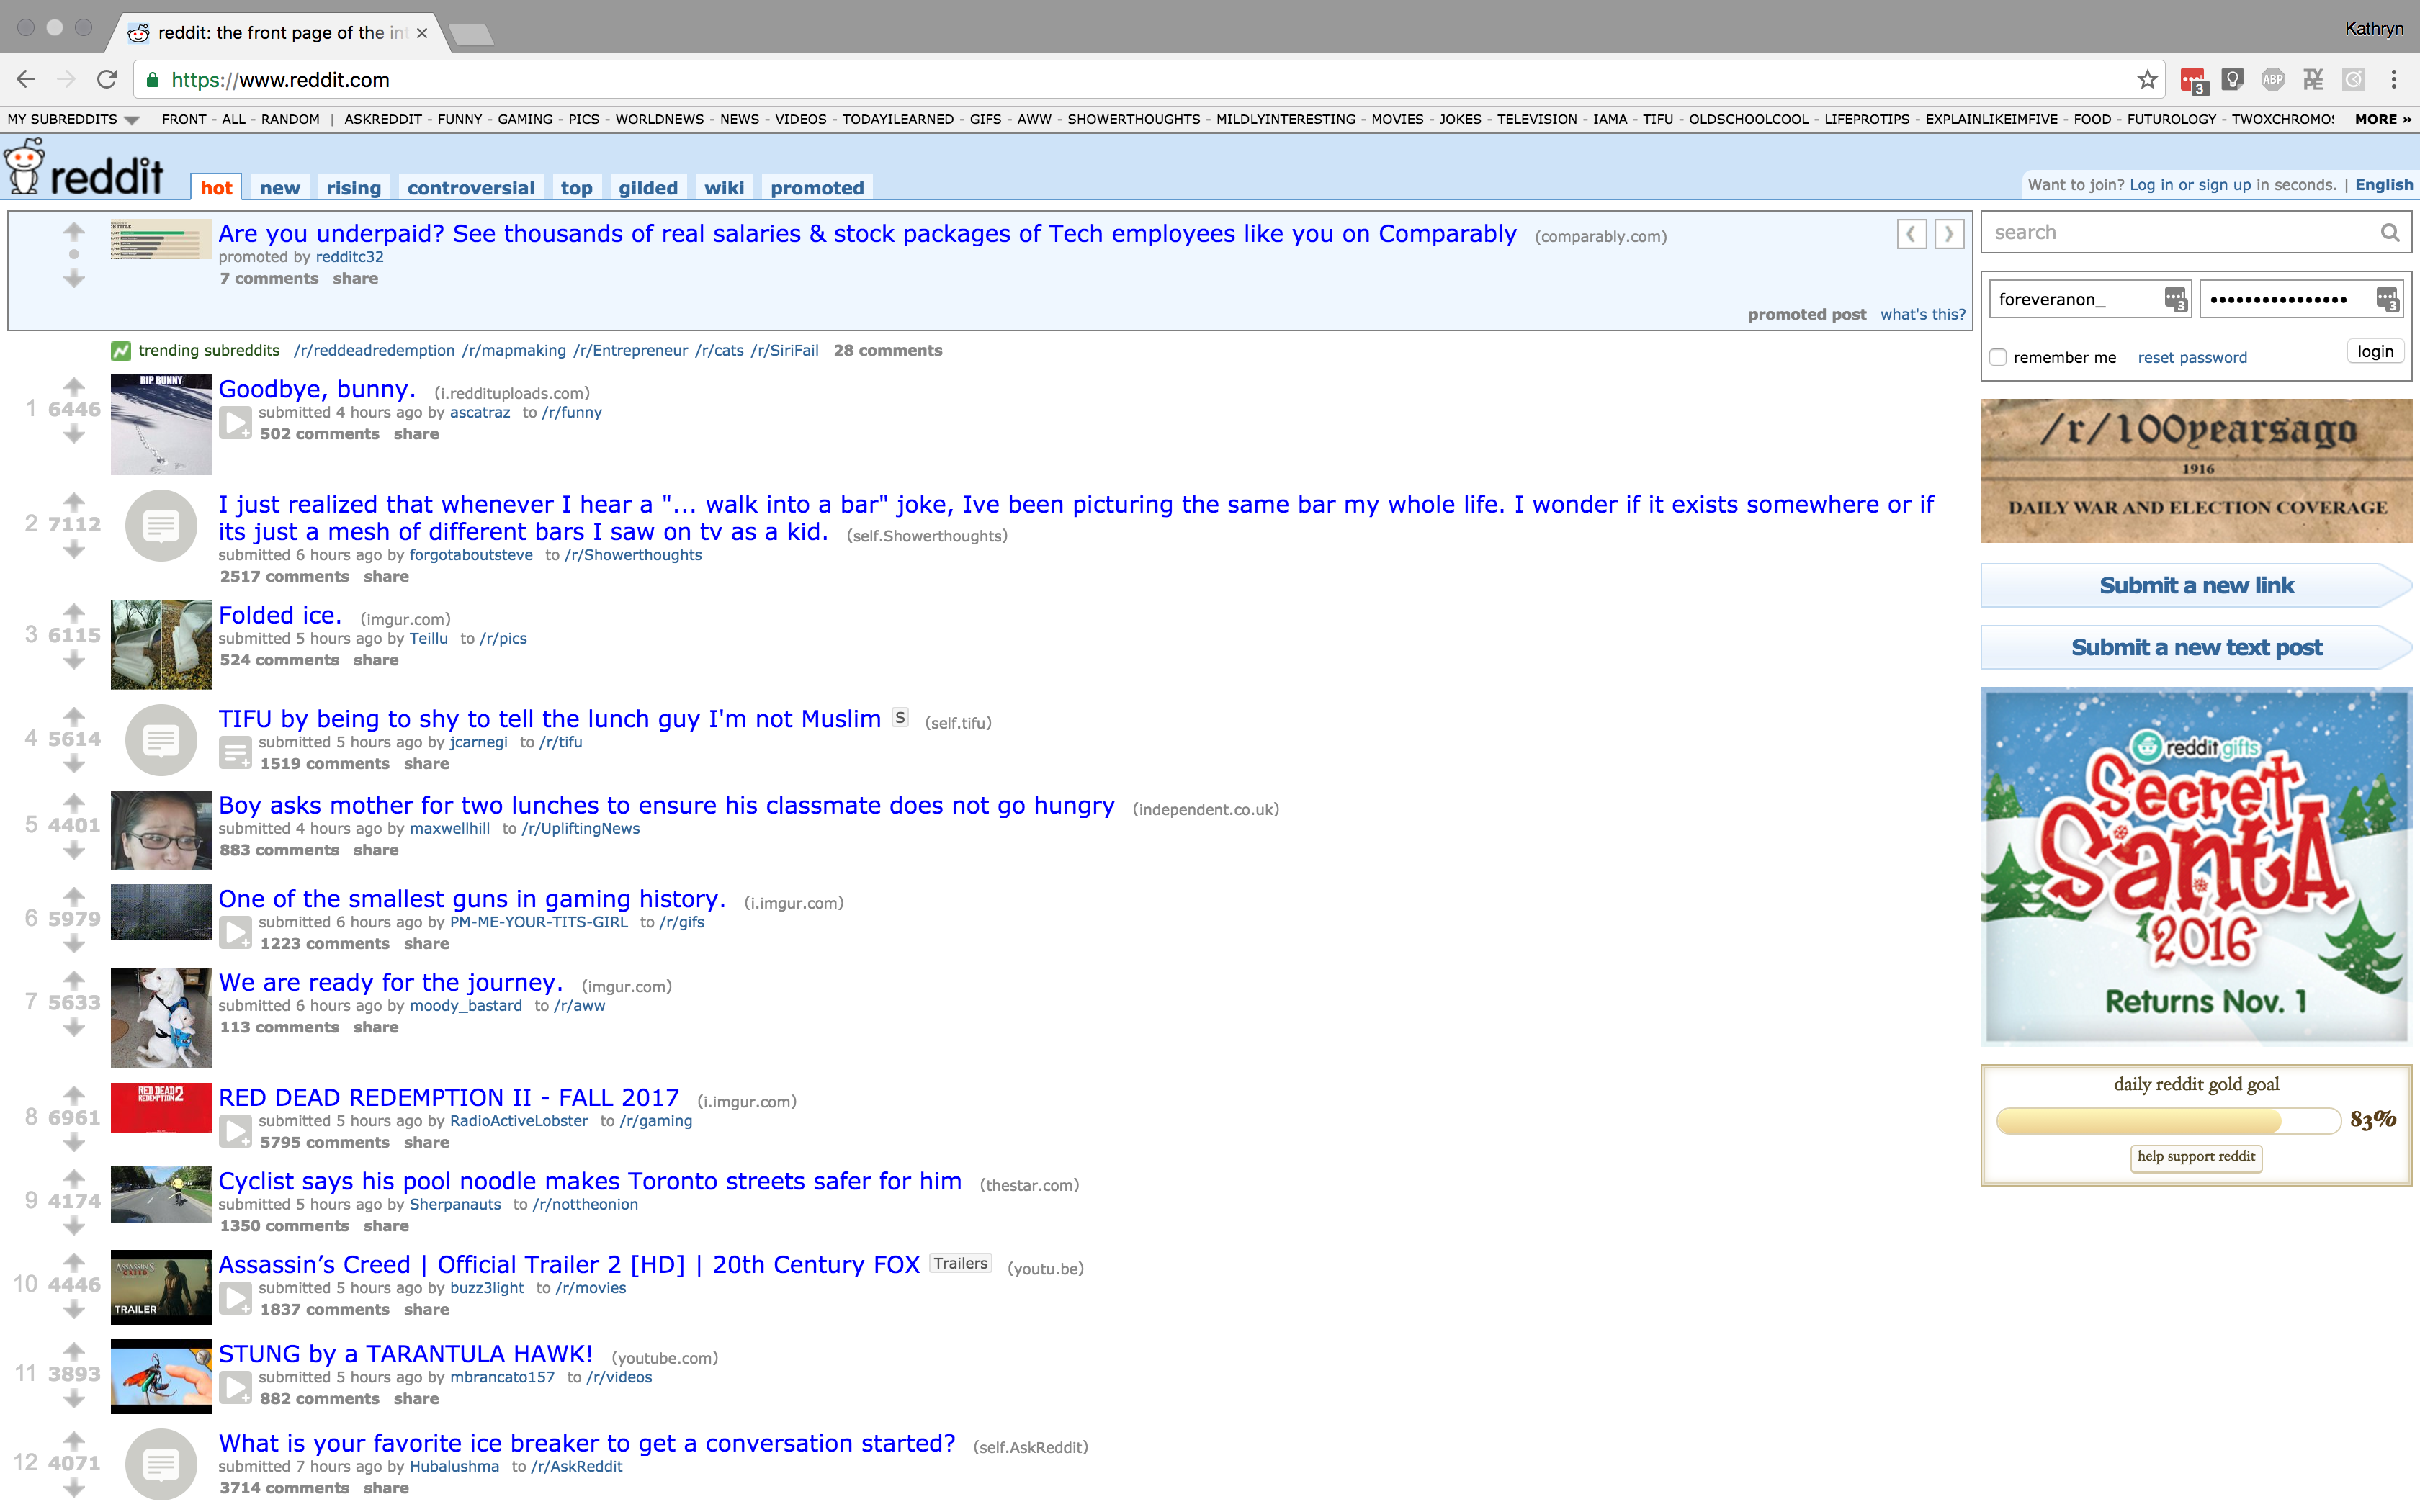 reddit: the front page of the int
Kathryn
https://www.reddit.com
3
ABP
TYPE
MY SUBREDDITS
FRONT - ALL - RANDOM | ASKREDDIT - FUNNY - GAMING - PICS - WORLDNEWS - NEWS - VIDEOS - TODAYILEARNED - GIFS - AWW - SHOWERTHOUGHTS - MILDLYINTERESTING - MOVIES - JOKES - TELEVISION - IAMA - TIFU - OLDSCHOOLCOOL - LIFEPROTIPS - EXPLAINLIKEIMFIVE - FOOD - FUTUROLOGY - TWOXCHROMOS
MORE »
reddit
hot new rising controversial top gilded wiki promoted
Want to join? Log in or sign up in seconds. | English
Are you underpaid? See thousands of real salaries & stock packages of Tech employees like you on Comparably (comparably.com)
promoted by redditc32
7 comments share
promoted post what's this?
trending subreddits /r/reddeadredemption /r/mapmaking /r/Entrepreneur /r/cats /r/SiriFail 28 comments
1 6446
RIP BUNNY
Goodbye, bunny. (i.reddituploads.com)
submitted 4 hours ago by ascatraz to /r/funny
502 comments share
2 7112
I just realized that whenever I hear a "... walk into a bar" joke, Ive been picturing the same bar my whole life. I wonder if it exists somewhere or if
its just a mesh of different bars I saw on tv as a kid. (self.Showerthoughts)
submitted 6 hours ago by forgotaboutsteve to /r/Showerthoughts
2517 comments share
3 6115
Folded ice. (imgur.com)
submitted 5 hours ago by Teillu to /r/pics
524 comments share
4 5614
TIFU by being to shy to tell the lunch guy I'm not Muslim S (self.tifu)
submitted 5 hours ago by jcarnegi to /r/tifu
1519 comments share
5 4401
Boy asks mother for two lunches to ensure his classmate does not go hungry (independent.co.uk)
submitted 4 hours ago by maxwellhill to /r/UpliftingNews
883 comments share
6 5979
One of the smallest guns in gaming history. (i.imgur.com)
submitted 6 hours ago by PM-ME-YOUR-TITS-GIRL to /r/gifs
1223 comments share
7 5633
We are ready for the journey. (imgur.com)
submitted 6 hours ago by moody_bastard to /r/aww
113 comments share
8 6961
RED DEAD
REDEMPTION 2
RED DEAD REDEMPTION II - FALL 2017 (i.imgur.com)
submitted 5 hours ago by RadioActiveLobster to /r/gaming
5795 comments share
9 4174
Cyclist says his pool noodle makes Toronto streets safer for him (thestar.com)
submitted 5 hours ago by Sherpanauts to /r/nottheonion
1350 comments share
10 4446
ASSASSIN'S
CREED
TRAILER
Assassin’s Creed | Official Trailer 2 [HD] | 20th Century FOX Trailers (youtu.be)
submitted 5 hours ago by buzz3light to /r/movies
1837 comments share
11 3893
STUNG by a TARANTULA HAWK! (youtube.com)
submitted 5 hours ago by mbrancato157 to /r/videos
882 comments share
12 4071
What is your favorite ice breaker to get a conversation started? (self.AskReddit)
submitted 7 hours ago by Hubalushma to /r/AskReddit
3714 comments share
search
foreveranon_ 3
3
remember me reset password login
/r/100yearsago
1916
DAILY WAR AND ELECTION COVERAGE
Submit a new link
Submit a new text post
redditgifts
Secret
Santa
2016
Returns Nov. 1
daily reddit gold goal
83%
help support reddit